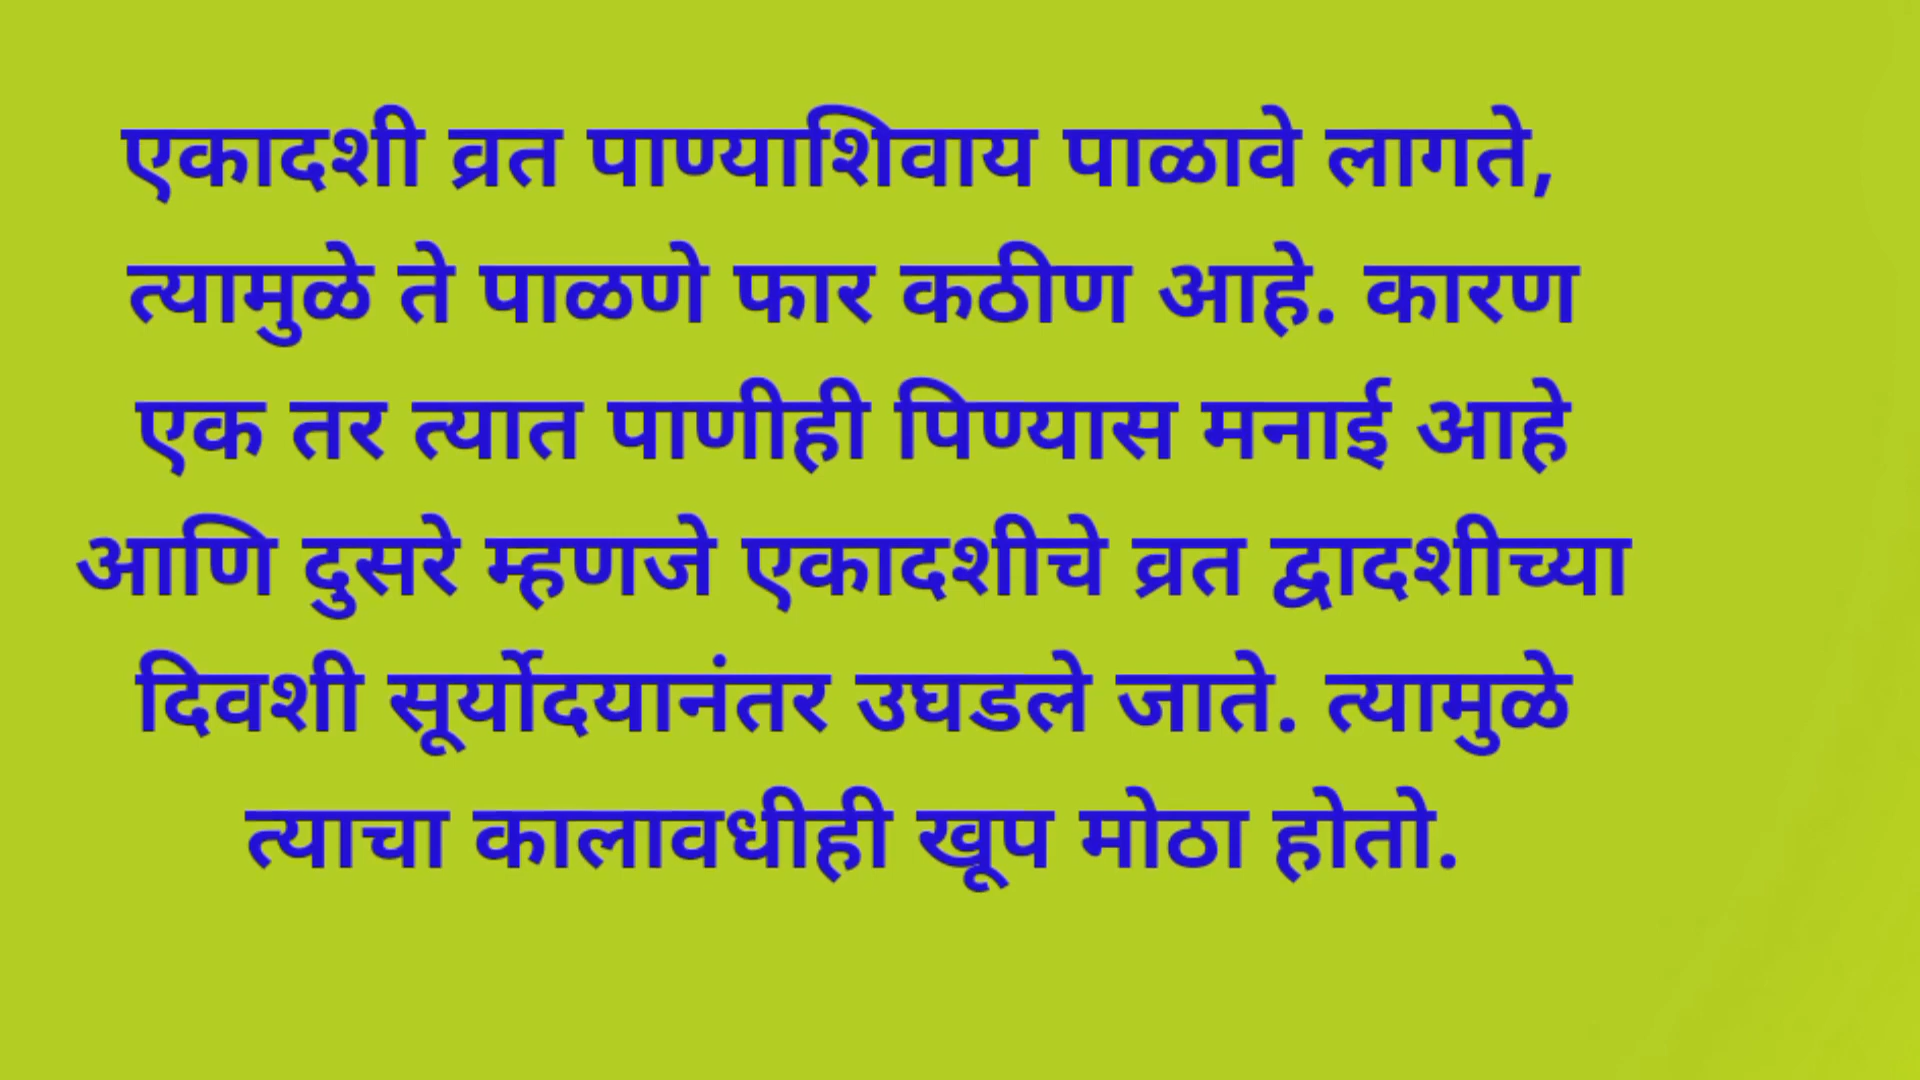 एकादशी व्रत पाण्याशिवाय पाळावे लागते,
त्यामुळे ते पाळणे फार कठीण आहे. कारण
एक तर त्यात पाणीही पिण्यास मनाई आहे
आणि दुसरे म्हणजे एकादशीचे व्रत द्वादशीच्या
दिवशी सूर्योदयानंतर उघडले जाते. त्यामुळे
त्याचा कालावधीही खूप मोठा होतो.